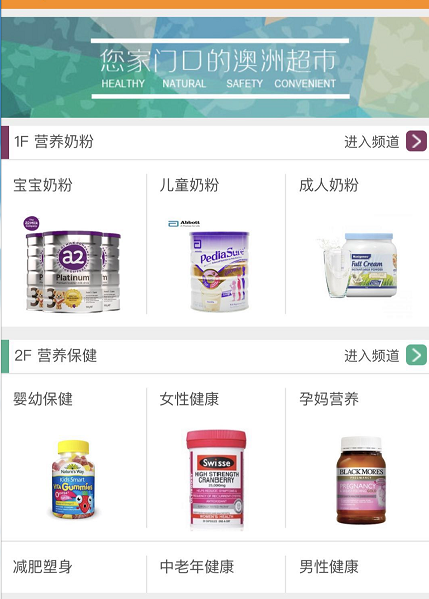 您家门口的澳洲超市
HEALTHY NATURAL SAFETY CONVENIENT
1F 营养奶粉
进入频道
宝宝奶粉
儿童奶粉
成人奶粉
a2
Platinum
3
Abbott
PediaSure
Full Cream
2F 营养保健
进入频道
婴幼保健
女性健康
孕妈营养
Nature's Way
Kids Smart
VITA Gummies
Swisse
HIGH STRENGTH
CRANBERRY
BLACKMORES
PREGNANCY
减肥塑身
中老年健康
男性健康